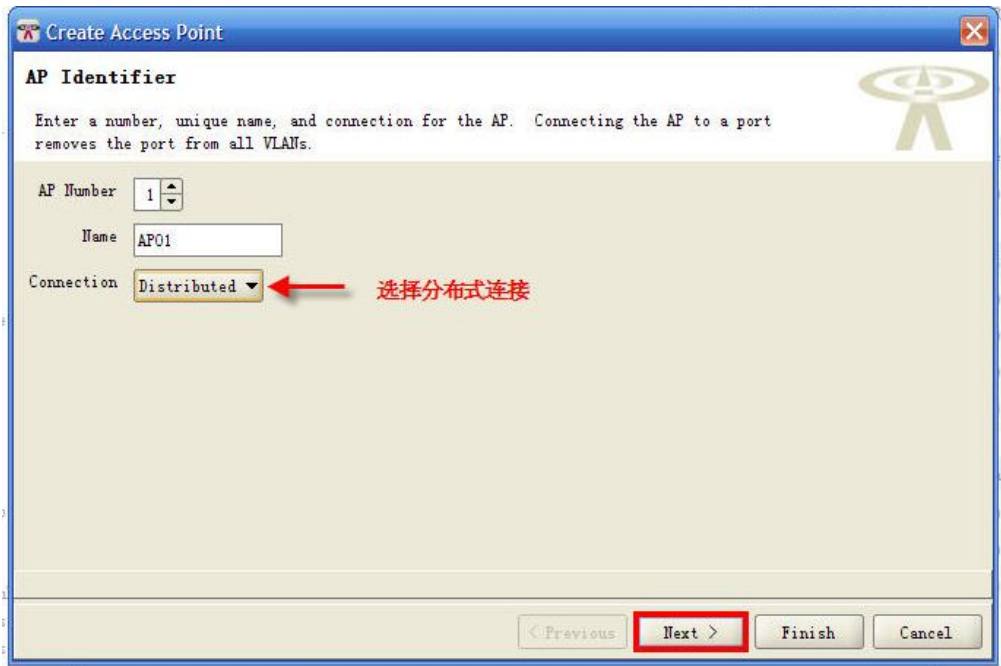 Create Access Point
AP Identifier
Enter a number, unique name, and connection for the AP. Connecting the AP to a port
removes the port from all VLANs.
AP Number 1
Name AP01
Connection Distributed 选择分布式连接
< Previous Next > Finish Cancel